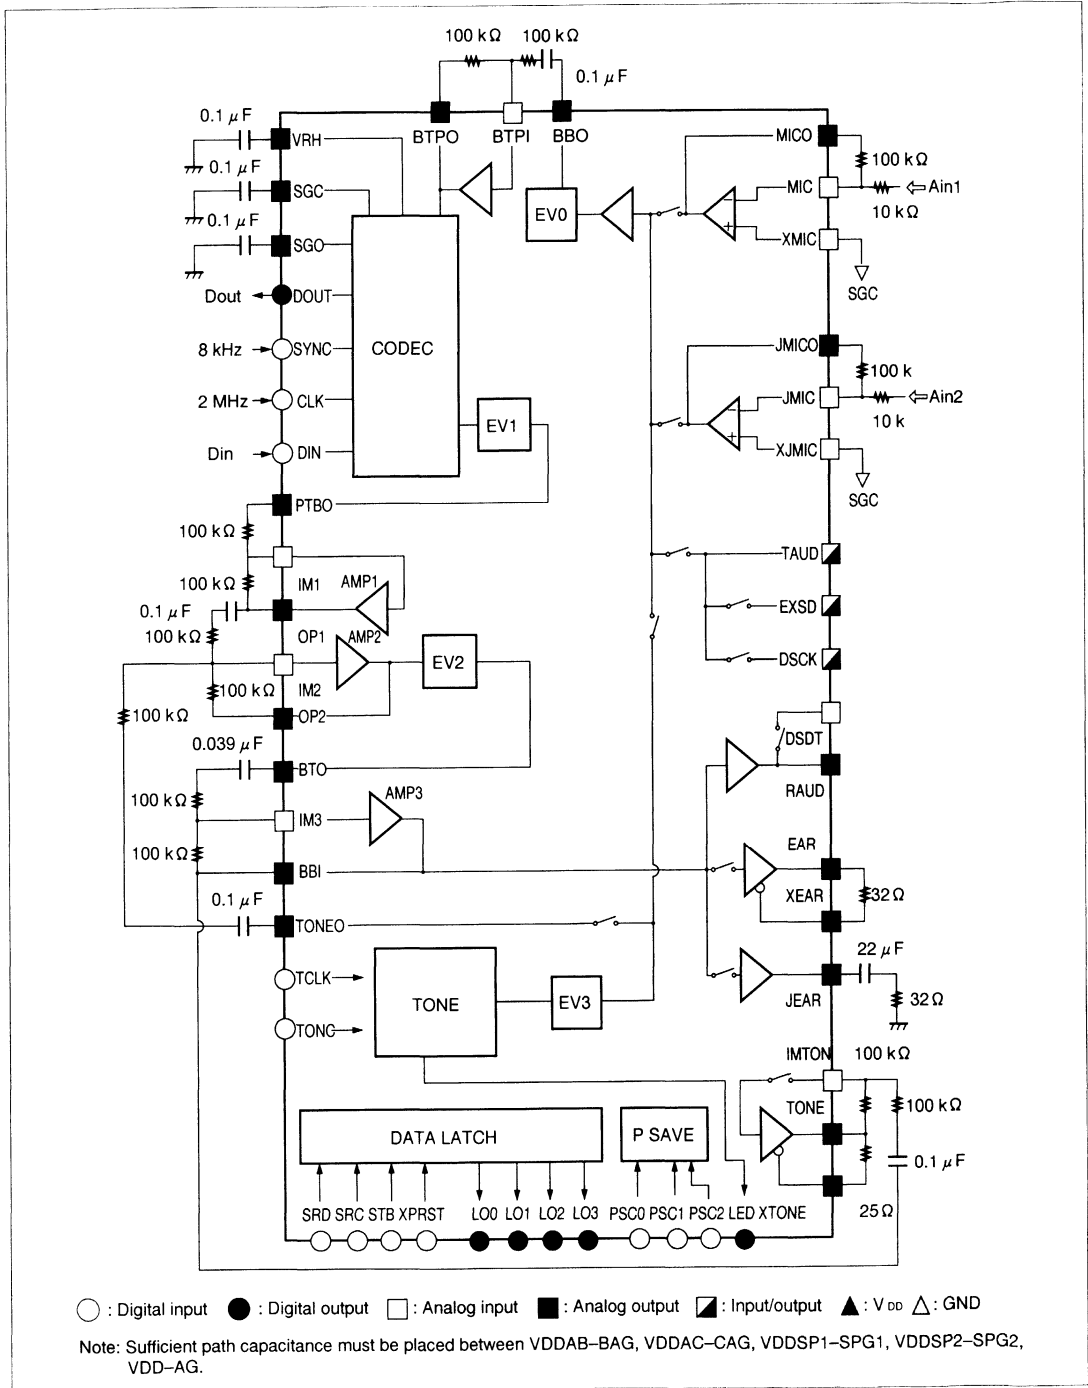 100 kΩ 100 kΩ
0.1 μF
0.1 μF
BTPO BTPI BBO
VRH
MICO
100 kΩ
0.1 μF
SGC
EV0
MIC
Ain1
10 kΩ
0.1 μF
XMIC
SGO
SGC
Dout DOUT
CODEC
8 kHz SYNC
JMICO
100 k
2 MHz CLK
JMIC
Ain2
10 k
EV1
XJMIC
Din DIN
SGC
PTBO
100 kΩ
TAUD
100 kΩ
IM1 AMP1
0.1 μF
EXSD
100 kΩ
OP1 AMP2
EV2
DSCK
IM2
100 kΩ
100 kΩ
OP2
DSDT
0.039 μF
BTO
RAUD
100 kΩ
AMP3
IM3
EAR
100 kΩ
BBI
XEAR
32Ω
0.1 μF
TONEO
22 μF
TCLK
TONE
EV3
JEAR
32Ω
TONC
IMTON 100 kΩ
TONE
100 kΩ
DATA LATCH
P SAVE
0.1 μF
SRD SRC STB XPRST LO0 LO1 LO2 LO3 PSC0 PSC1 PSC2 LED XTONE
25Ω
: Digital input : Digital output : Analog input : Analog output : Input/output : VDD : GND
Note: Sufficient path capacitance must be placed between VDDAB–BAG, VDDAC–CAG, VDDSP1–SPG1, VDDSP2–SPG2,
VDD–AG.